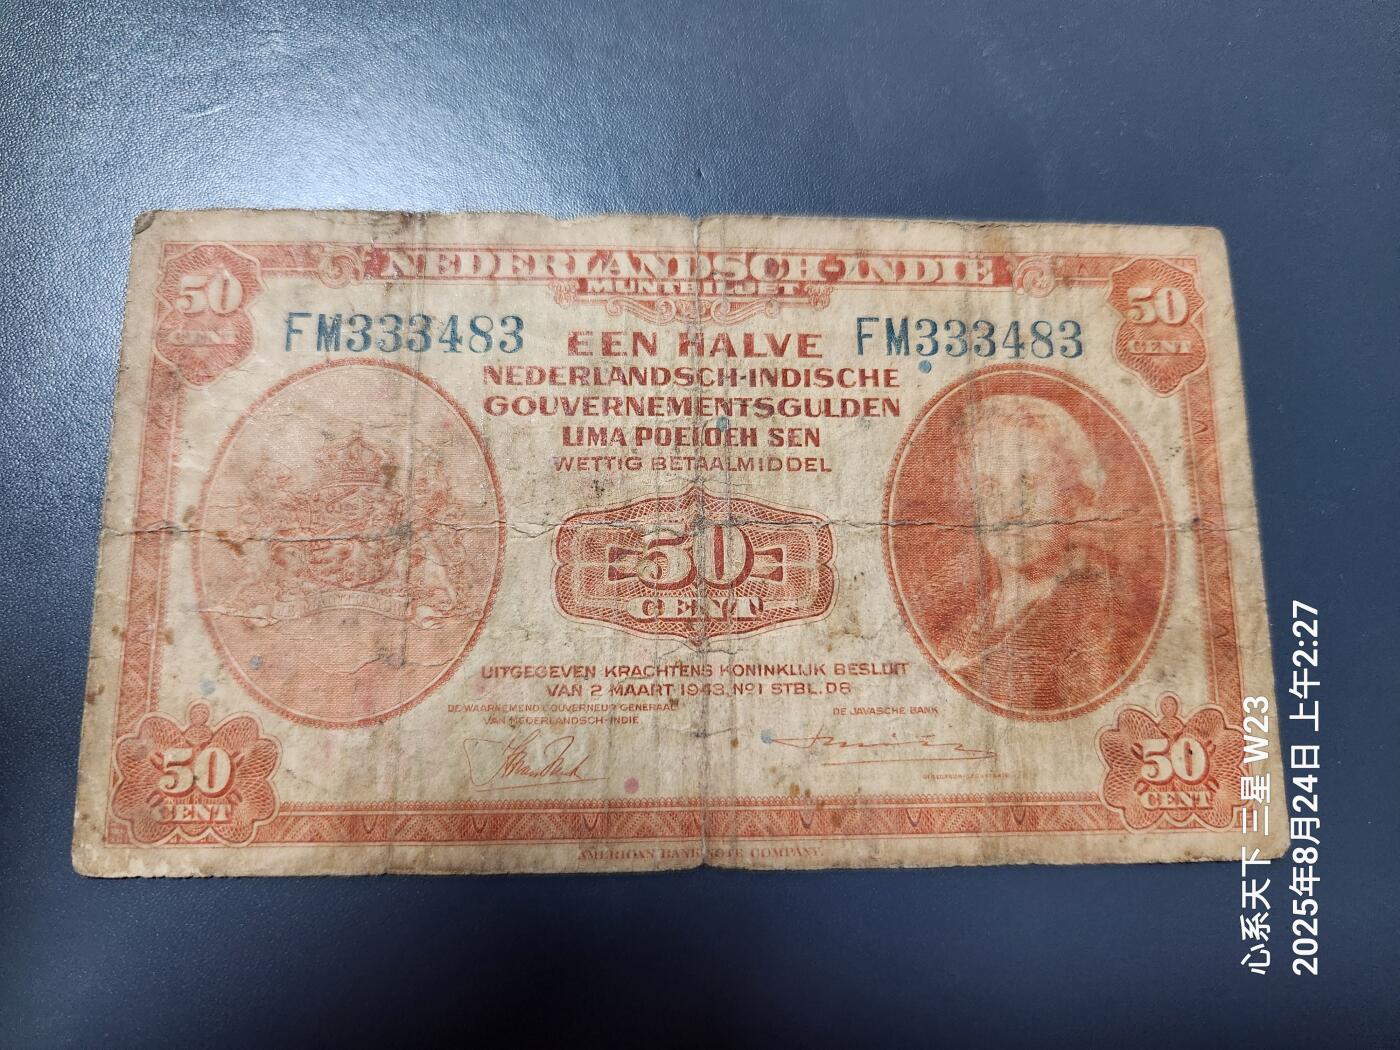 NEDERLANDSCH-INDIE
MUNTBILJET
50
CENT
50
CENT
FM333483
FM333483
EEN HALVE
NEDERLANDSCH-INDISCHE
GOUVERNEMENTSGULDEN
LIMA POELOEH SEN
WETTIG BETAALMIDDEL
50
CENT
UITGEGEVEN KRACHTENS KONINKLIJK BESLUIT
VAN 2 MAART 1943, No 1 STBL. D6
DE WAARNEMEND GOUVERNEUR GENERAAL
VAN NEDERLANDSCH-INDIE
DE JAVASCHE BANK
50
CENT
50
CENT
AMERICAN BANK NOTE COMPANY
心系天下 三星 W23
2025年8月24日 上午2:27